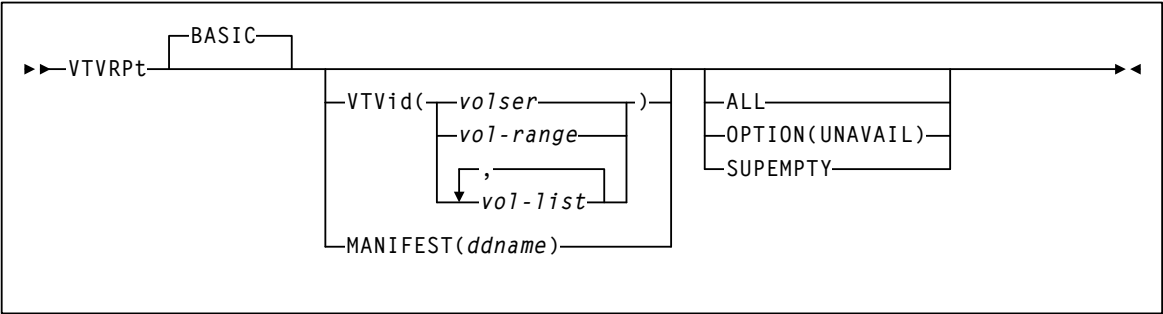 BASIC
VTVRPt
VTVid( volser )
ALL
vol-range
OPTION(UNAVAIL)
,
SUPEMPTY
vol-list
MANIFEST(ddname)